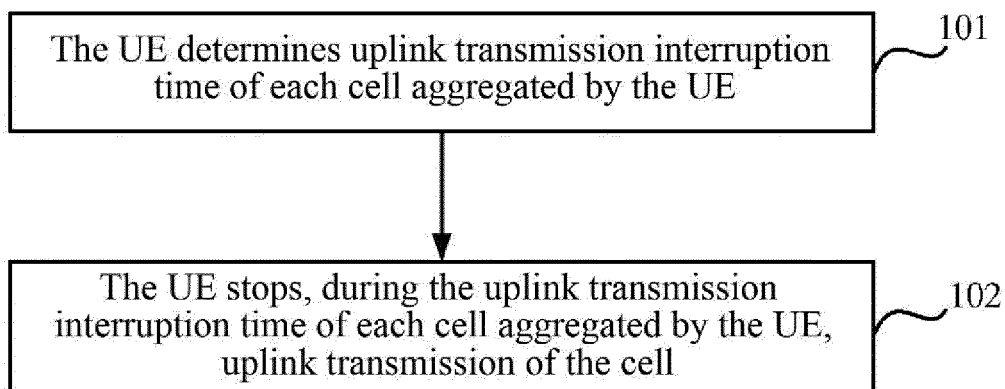 The UE determines uplink transmission interruption
time of each cell aggregated by the UE
101
The UE stops, during the uplink transmission
interruption time of each cell aggregated by the UE,
uplink transmission of the cell
102